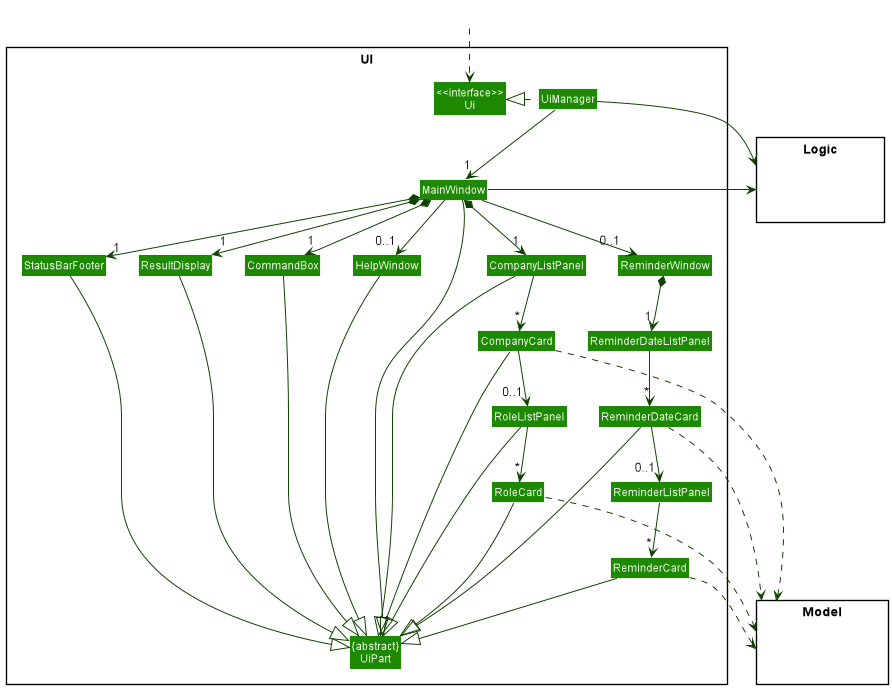 UI
<<interface>>
Ui
UiManager
Logic
1
MainWindow
1
1
1
0..1
1
0..1
StatusBarFooter
ResultDisplay
CommandBox
HelpWindow
CompanyListPanel
ReminderWindow
*
1
CompanyCard
ReminderDateListPanel
0..1
*
RoleListPanel
ReminderDateCard
*
0..1
RoleCard
ReminderListPanel
*
ReminderCard
Model
{abstract}
UiPart